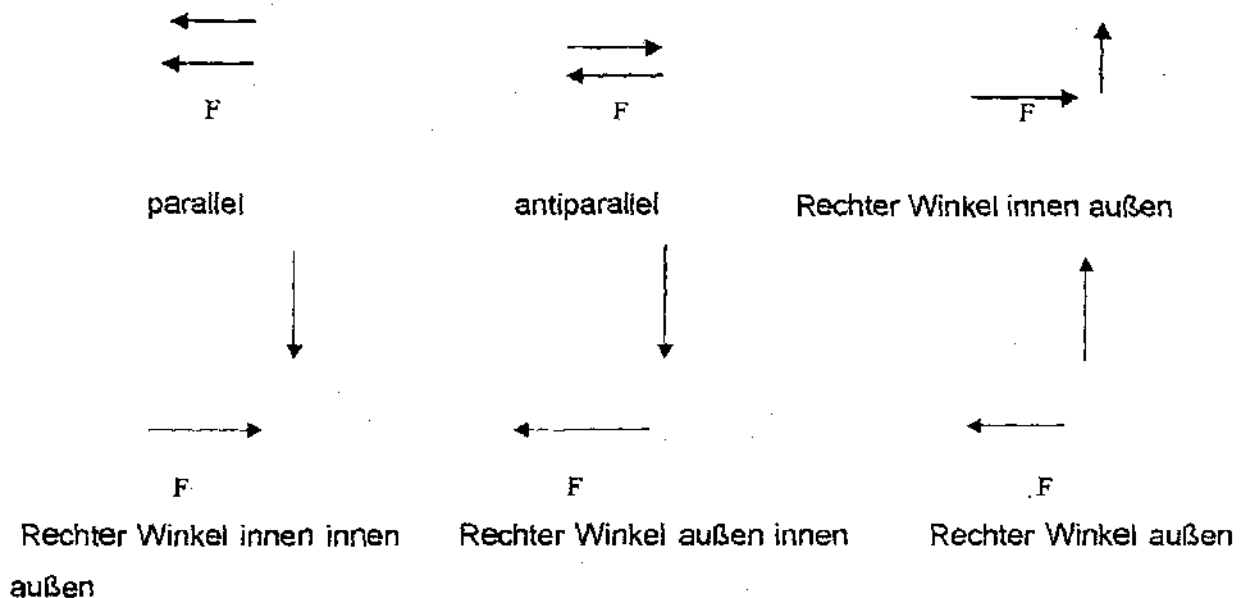 F F F
parallel antiparallel Rechter Winkel innen außen
F F F
Rechter Winkel innen innen Rechter Winkel außen innen Rechter Winkel außen
außen